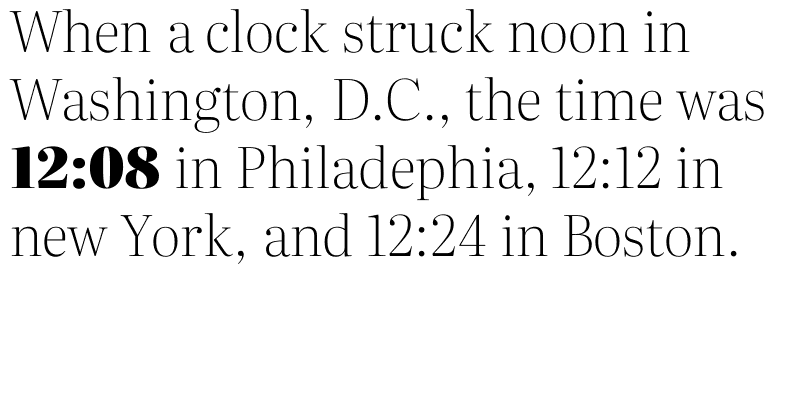 When a clock struck noon in
Washington, D.C., the time was
12:08 in Philadephia, 12:12 in
new York, and 12:24 in Boston.